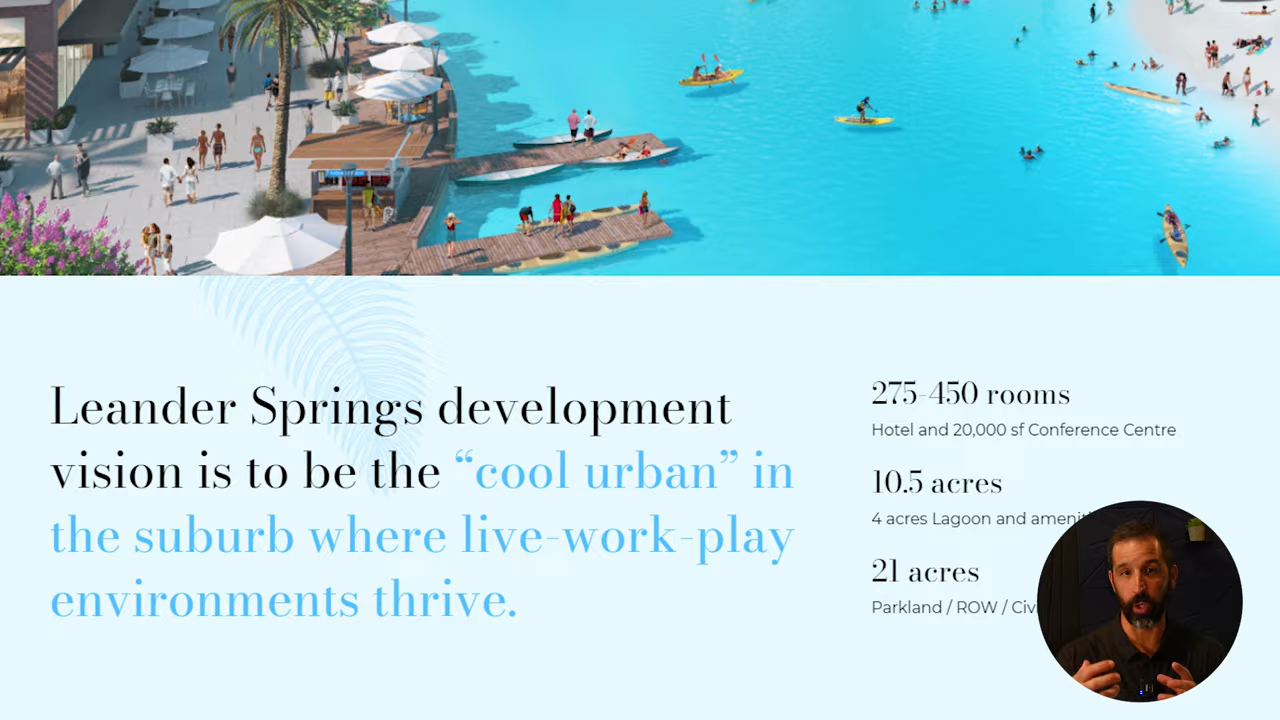 Leander Springs development
vision is to be the “cool urban” in
the suburb where live-work-play
environments thrive.
275-450 rooms
Hotel and 20,000 sf Conference Centre
10.5 acres
4 acres Lagoon and
21 acres
Parkland / ROW /